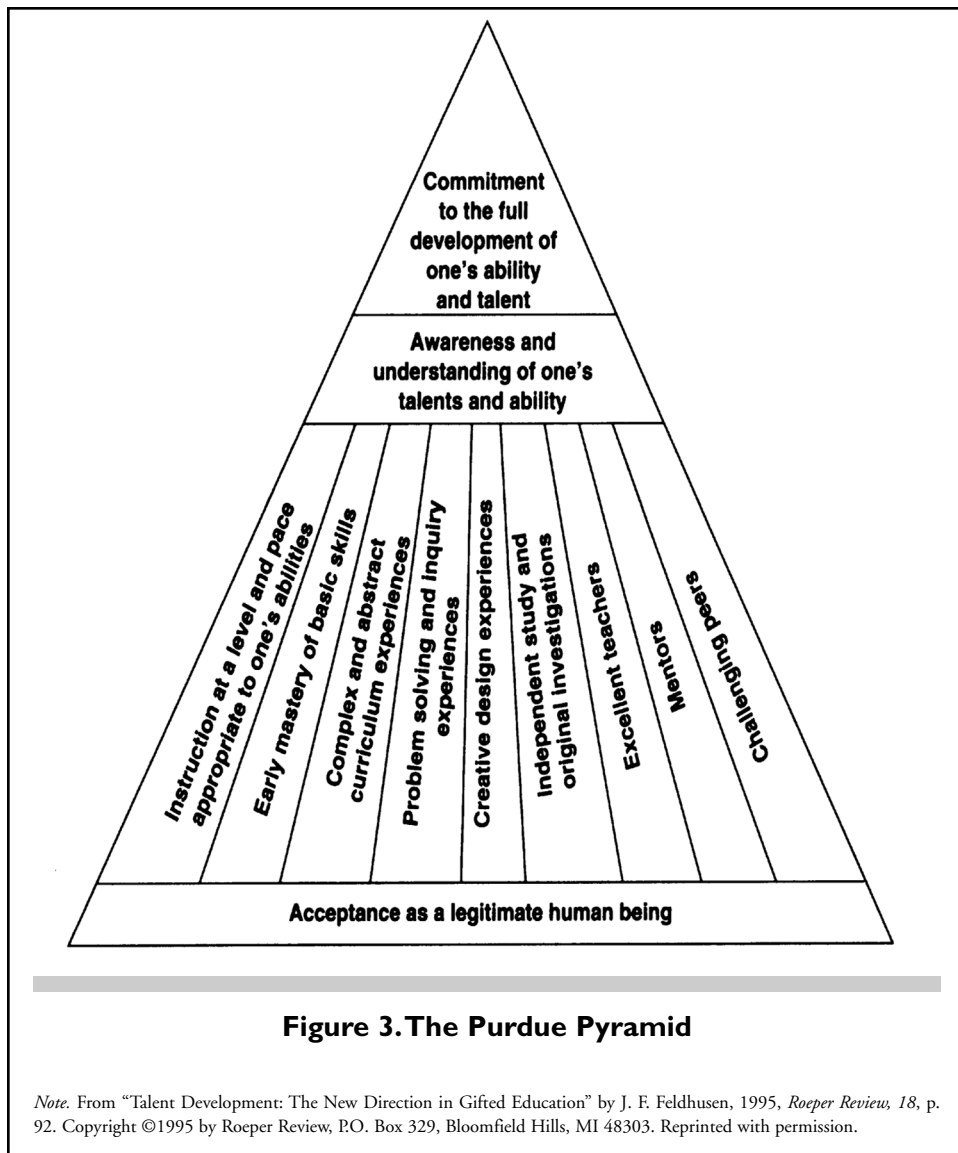 Commitment
to the full
development of
one's ability
and talent
Awareness and
understanding of one's
talents and ability
Instruction at a level and pace
appropriate to one's abilities
Early mastery of basic skills
Complex and abstract
curriculum experiences
Problem solving and inquiry
experiences
Creative design experiences
Independent study and
original investigations
Excellent teachers
Mentors
Challenging peers
Acceptance as a legitimate human being
Figure 3. The Purdue Pyramid
Note. From “Talent Development: The New Direction in Gifted Education” by J. F. Feldhusen, 1995, Roeper Review, 18, p.
92. Copyright ©1995 by Roeper Review, P.O. Box 329, Bloomfield Hills, MI 48303. Reprinted with permission.